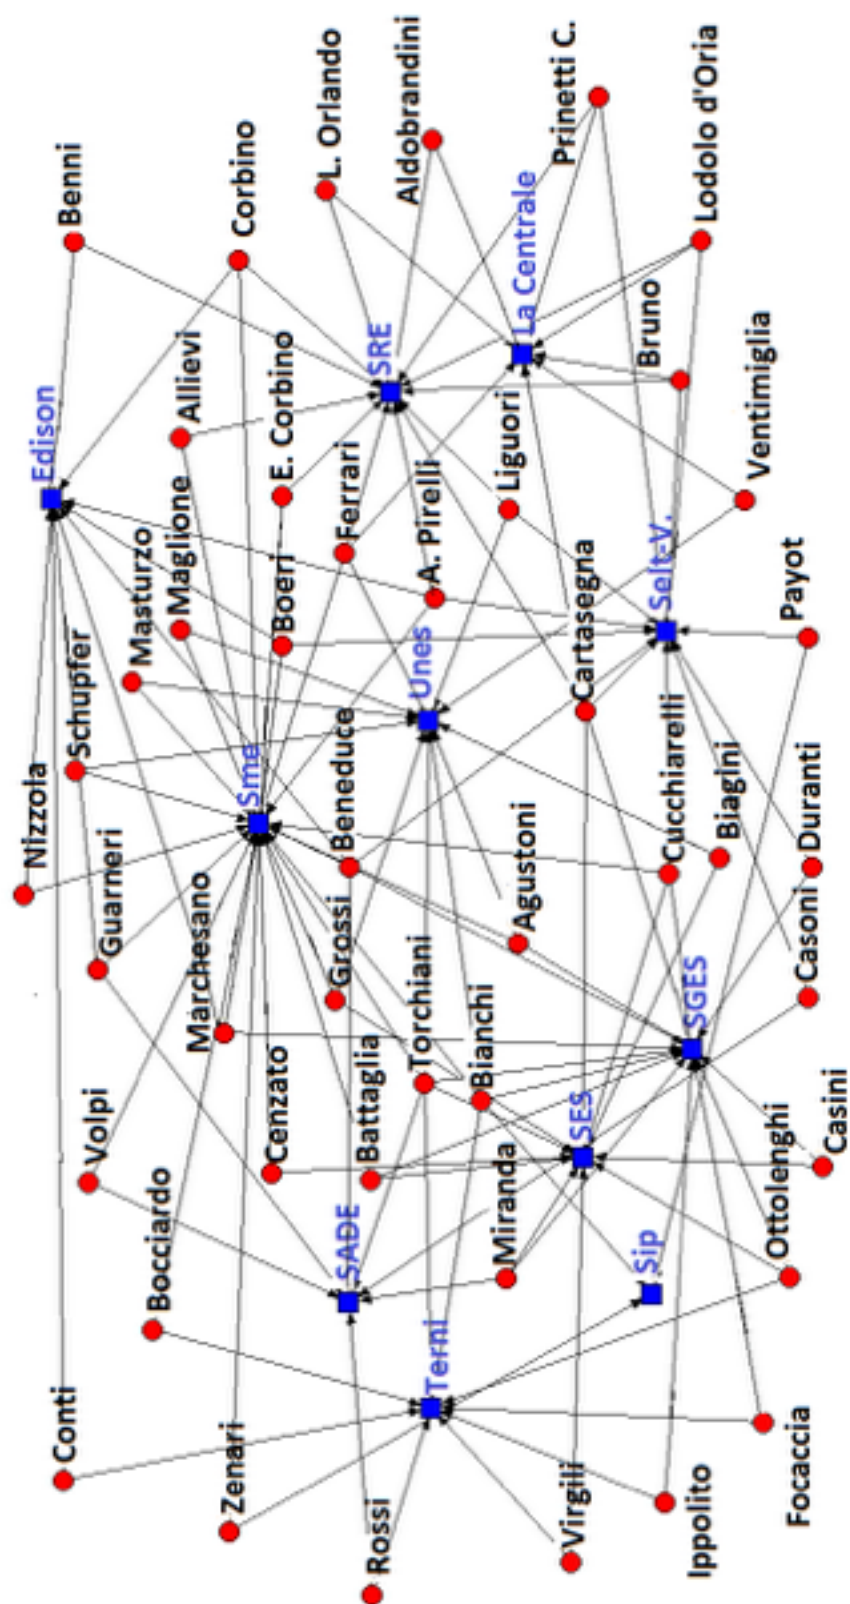 Conti
Nizzola
Benni
Edison
Volpi
Guarneri
Schupfer
Masturzo
Maglione
Allievi
Corbino
Bocciardo
Marchesano
Sme
Zenari
Cenzato
Boeri
E. Corbino
L. Orlando
Rossi
SADE
Battaglia
Grossi
Beneduce
Ferrari
SRE
Aldobrandini
Terni
Torchiani
Unes
A. Pirelli
Miranda
Bianchi
Agustoni
Liguori
La Centrale
Prinetti C.
Virgili
SES
Cartasegna
Sip
SGES
Cucchiarelli
Selt-V.
Bruno
Lodolo d'Oria
Ippolito
Biagini
Ventimiglia
Focaccia
Ottolenghi
Casini
Casoni
Duranti
Payot